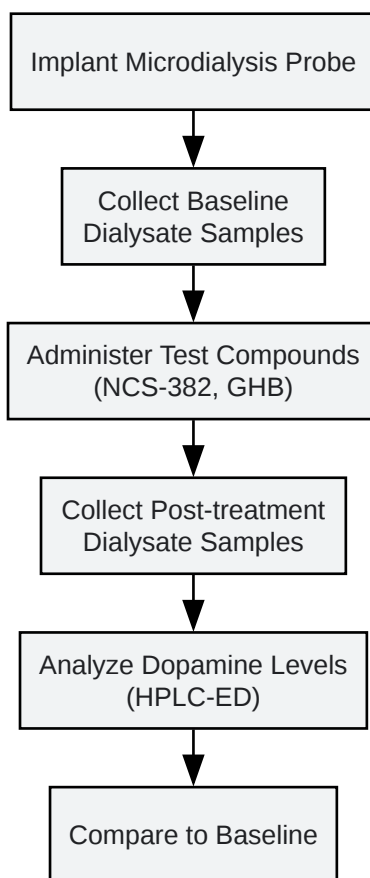 Implant Microdialysis Probe
Collect Baseline
Dialysate Samples
Administer Test Compounds
(NCS-382, GHB)
Collect Post-treatment
Dialysate Samples
Analyze Dopamine Levels
(HPLC-ED)
Compare to Baseline